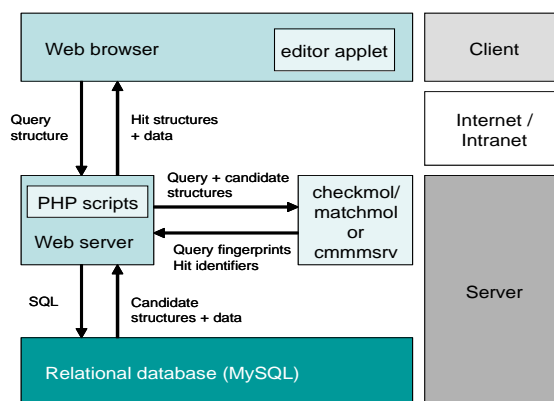 Web browser
editor applet
Client
Query
structure
Hit structures
+ data
Internet /
Intranet
PHP scripts
Web server
Query + candidate
structures
checkmol/
matchmol
or
cmmmsrv
Query fingerprints
Hit identifiers
Server
SQL
Candidate
structures + data
Relational database (MySQL)